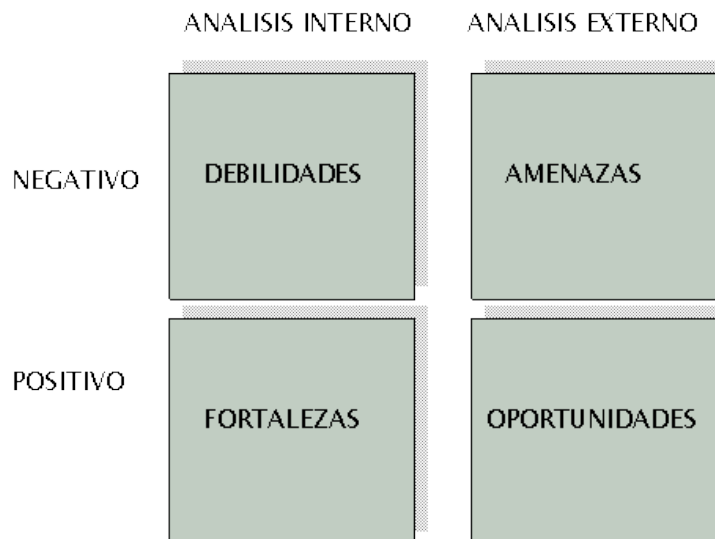 ANALISIS INTERNO ANALISIS EXTERNO
NEGATIVO DEBILIDADES AMENAZAS
POSITIVO
FORTALEZAS OPORTUNIDADES